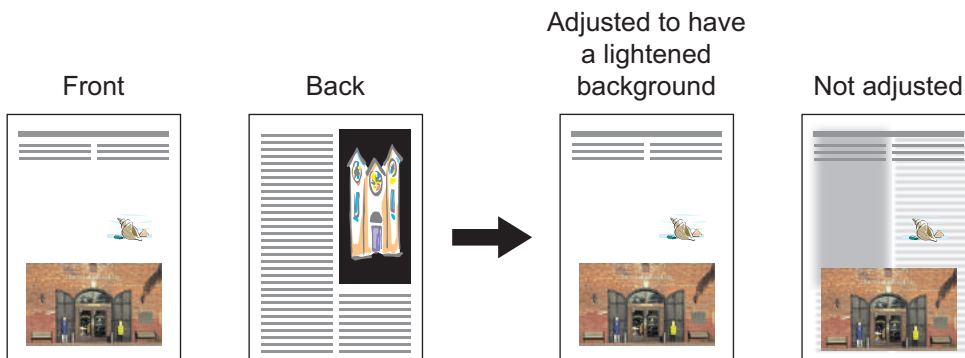 Front
Back
Adjusted to have
a lightened
background
Not adjusted